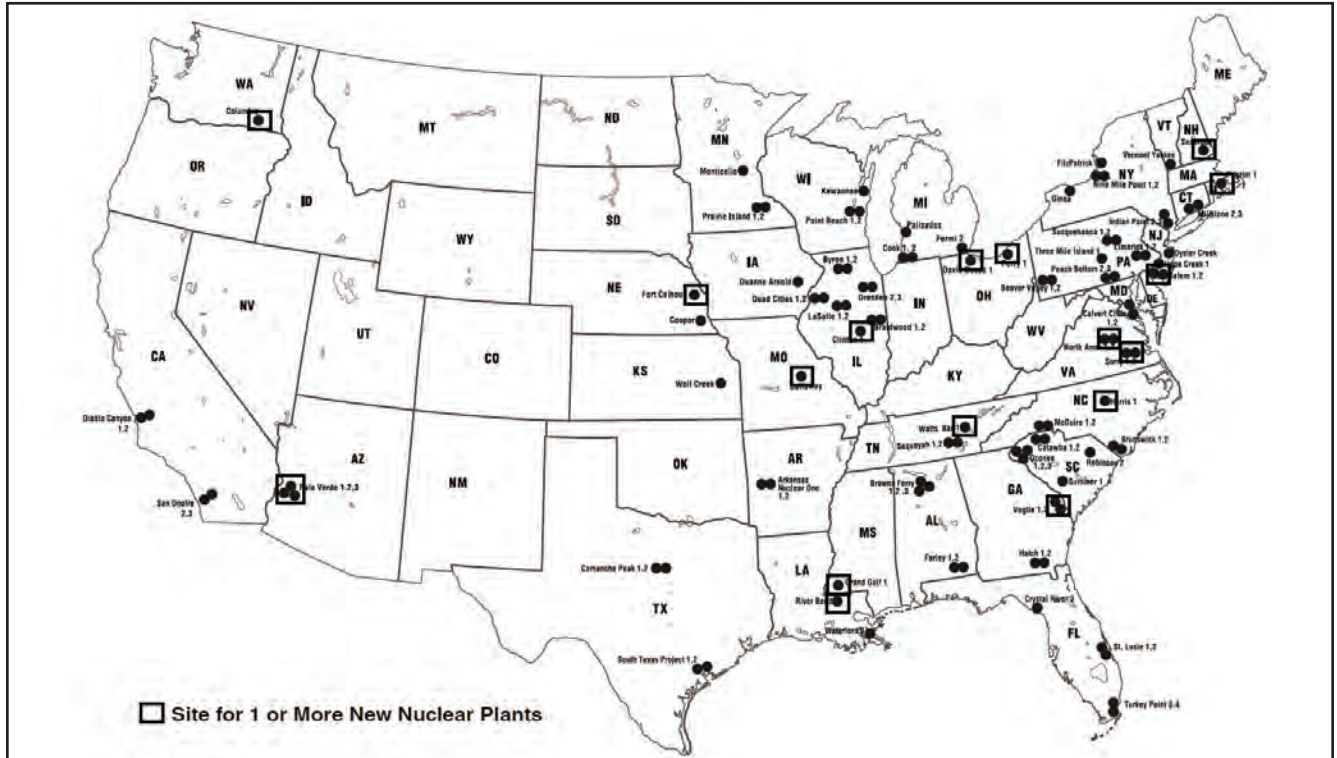 WA
MT
ND
MN
ME
VT
NH
OR
ID
SD
WI
MI
NY
MA
CT
WY
IA
NE
PA
NJ
OH
IN
IL
MD
DE
WV
NV
UT
CO
CA
KS
MO
KY
VA
NC
TN
AZ
NM
OK
AR
SC
GA
MS
AL
LA
TX
FL
Monticello
Prairie Island 1,2
Kewaunee
Point Beach 1,2
Palisades
Fermi 2
Cook 1, 2
FitzPatrick
Nine Mile Point 1,2
Ginna
Vermont Yankee
Indian Point 2,3
Susquehanna 1,2
Limerick 1,2
Three Mile Island 1
Peach Bottom 2,3
Beaver Valley 1,2
Oyster Creek
Salem 1,2
Byron 1,2
Duane Arnold
Quad Cities 1,2
Dresden 2,3
LaSalle 1,2
Braidwood 1,2
Fort Calhoun
Cooper
Wolf Creek
Diablo Canyon
1,2
San Onofre
2,3
Palo Verde 1,2,3
Arkansas
Nuclear One
1,2
Harris 1
McGuire 1,2
Catawba 1,2
Oconee
1,2,3
Brunswick 1,2
Robinson 2
Summer 1
Sequoyah 1,2
Browns Ferry
1,2,3
Farley 1,2
Hatch 1,2
Comanche Peak 1,2
South Texas Project 1,2
Grand Gulf 1
Crystal River 3
St. Lucie 1,2
Turkey Point 3,4
Site for 1 or More New Nuclear Plants